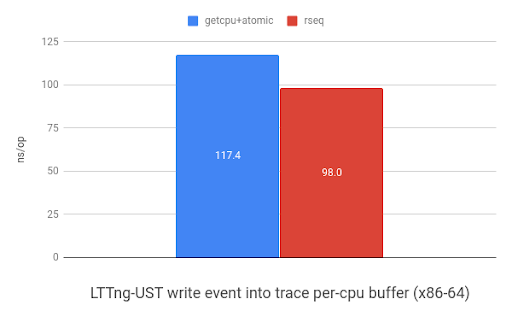 getcpu+atomic rseq
125
100
75
50
25
0
ns/op
117.4
98.0
LTTng-UST write event into trace per-cpu buffer (x86-64)